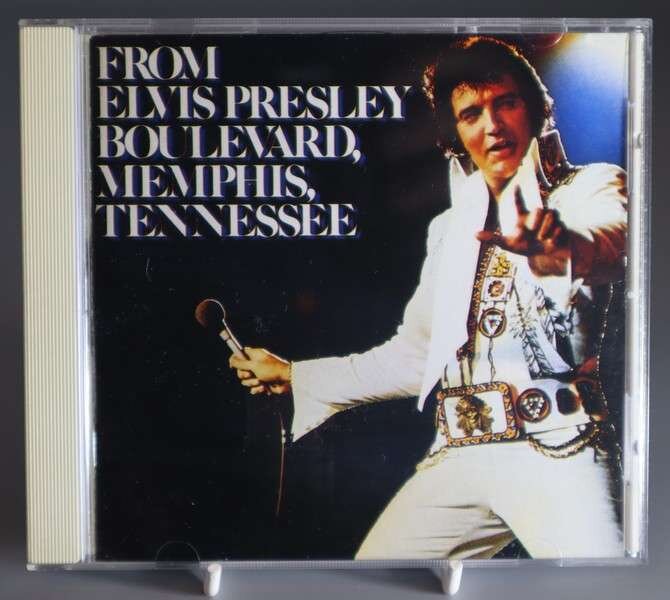 FROM
ELVIS PRESLEY
BOULEVARD,
MEMPHIS,
TENNESSEE